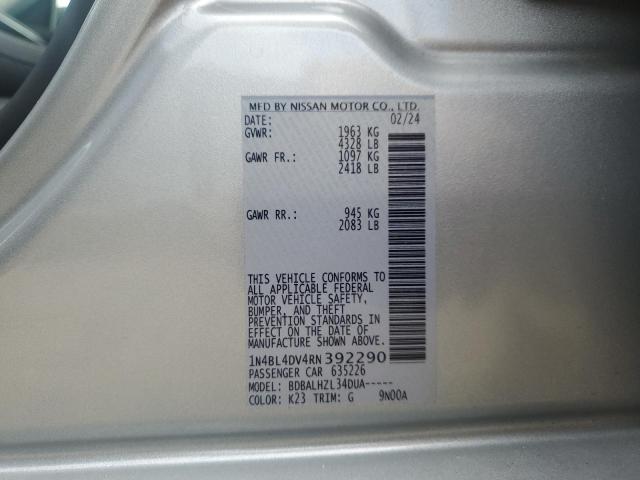 MFD BY NISSAN MOTOR CO., LTD.
DATE: 02/24
GVWR: 1963 KG
4328 LB
GAWR FR.: 1097 KG
2418 LB
GAWR RR.: 945 KG
2083 LB
THIS VEHICLE CONFORMS TO
ALL APPLICABLE FEDERAL
MOTOR VEHICLE SAFETY,
BUMPER, AND THEFT
PREVENTION STANDARDS IN
EFFECT ON THE DATE OF
MANUFACTURE SHOWN ABOVE.
1N4BL4DV4RN392290
PASSENGER CAR 635226
MODEL: BDBALHZL34DUA-----
COLOR: K23 TRIM: G 9N00A